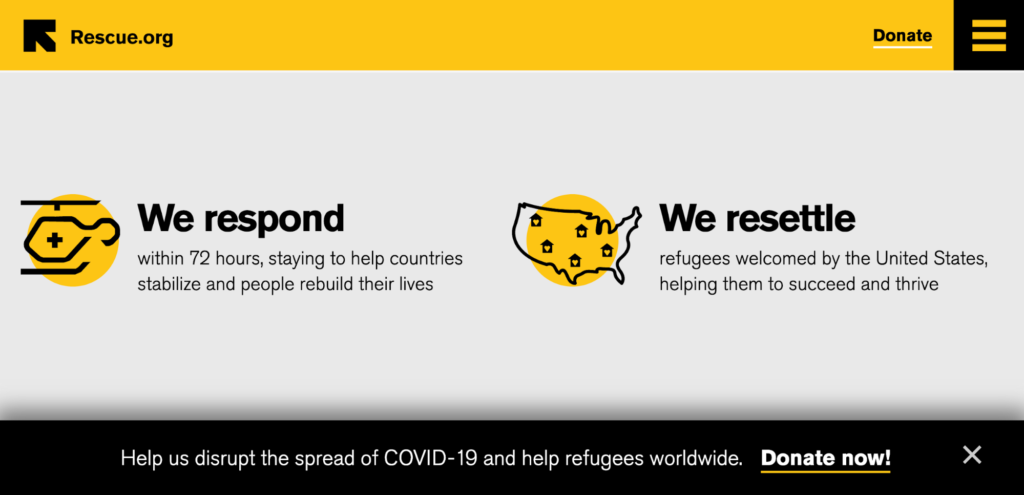 Rescue.org
Donate
We respond
within 72 hours, staying to help countries
stabilize and people rebuild their lives
We resettle
refugees welcomed by the United States,
helping them to succeed and thrive
Help us disrupt the spread of COVID-19 and help refugees worldwide. Donate now!